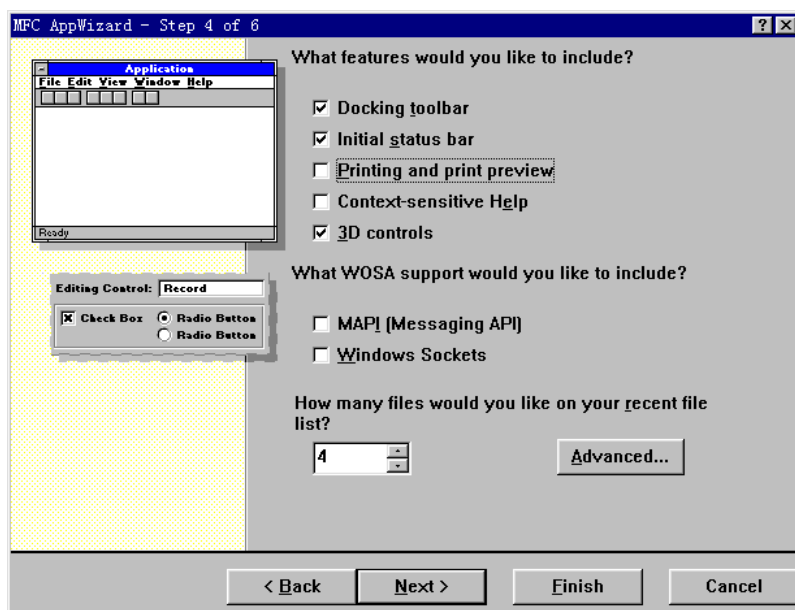 MFC AppWizard - Step 4 of 6
Application
File Edit View Window Help
Ready
Editing Control: Record
Check Box
Radio Button
Radio Button
What features would you like to include?
Docking toolbar
Initial status bar
Printing and print preview
Context-sensitive Help
3D controls
What WOSA support would you like to include?
MAPI (Messaging API)
Windows Sockets
How many files would you like on your recent file
list?
4
Advanced...
< Back
Next >
Finish
Cancel